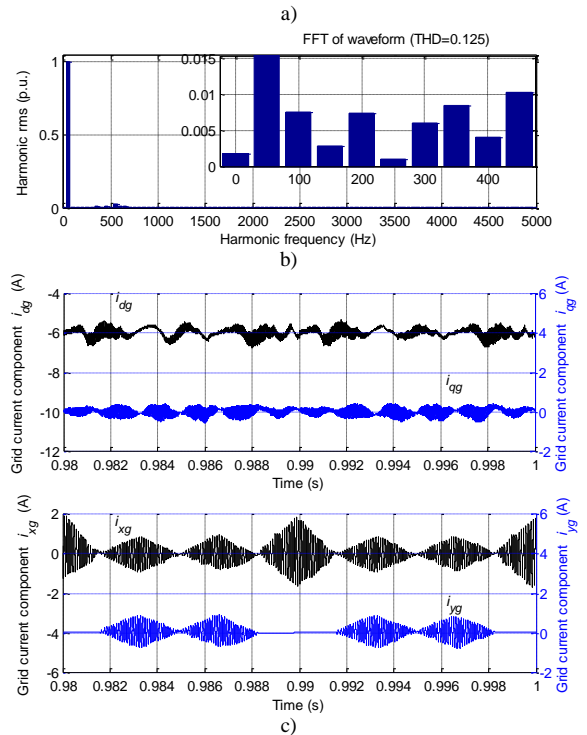 a)
FFT of waveform (THD=0.125)
Harmonic rms (p.u.)
1
0.5
0
0.015
0.01
0.005
0
0 100 200 300 400
0 500 1000 1500 2000 2500 3000 3500 4000 4500 5000
Harmonic frequency (Hz)
b)
Grid current component i_dg (A)
-4
-6
-8
-10
-12
i_dg
i_qg
6
4
2
0
-2
Grid current component i_qg (A)
0.98 0.982 0.984 0.986 0.988 0.99 0.992 0.994 0.996 0.998 1
Time (s)
Grid current component i_xg (A)
2
0
-2
-4
-6
i_xg
i_yg
6
4
2
0
-2
Grid current component i_yg (A)
0.98 0.982 0.984 0.986 0.988 0.99 0.992 0.994 0.996 0.998 1
Time (s)
c)